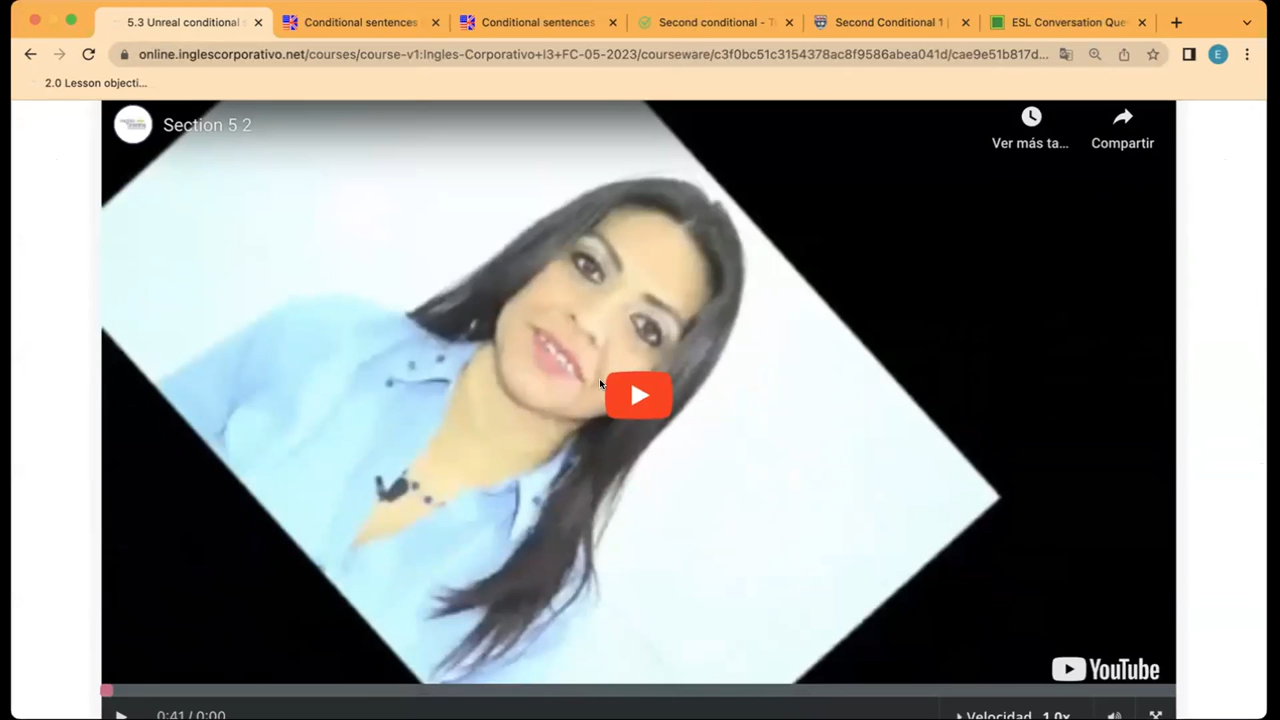 5.3 Unreal conditional s
Conditional sentences
Conditional sentences
Second conditional - T
Second Conditional 1 |
ESL Conversation Que
online.inglescorporativo.net/courses/course-v1:Ingles-Corporativo+I3+FC-05-2023/courseware/c3f0bc51c3154378ac8f9586abea041d/cae9e51b817d...
E
2.0 Lesson objecti...
Section 5 2
Ver más ta...
Compartir
YouTube
0:41 / 0:00
Velocidad 1.0x